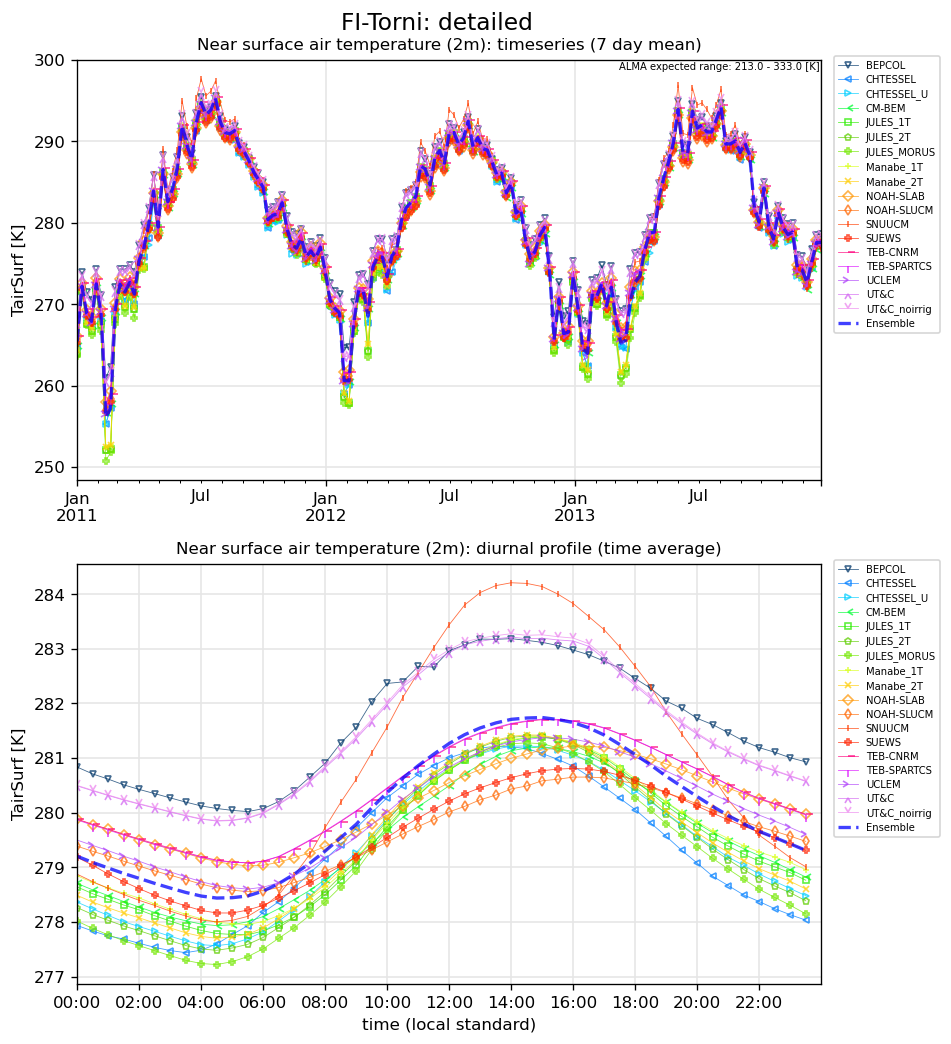 FI-Torni: detailed
Near surface air temperature (2m): timeseries (7 day mean)
ALMA expected range: 213.0 - 333.0 [K]
TairSurf [K]
300
290
280
270
260
250
Jan
2011
Jul
Jan
2012
Jul
Jan
2013
Jul
BEPCOL
CHTESSEL
CHTESSEL_U
CM-BEM
JULES_1T
JULES_2T
JULES_MORUS
Manabe_1T
Manabe_2T
NOAH-SLAB
NOAH-SLUCM
SNUUCM
SUEWS
TEB-CNRM
TEB-SPARTCS
UCLEM
UT&C
UT&C_noirrig
Ensemble
Near surface air temperature (2m): diurnal profile (time average)
TairSurf [K]
284
283
282
281
280
279
278
277
00:00 02:00 04:00 06:00 08:00 10:00 12:00 14:00 16:00 18:00 20:00 22:00
time (local standard)
BEPCOL
CHTESSEL
CHTESSEL_U
CM-BEM
JULES_1T
JULES_2T
JULES_MORUS
Manabe_1T
Manabe_2T
NOAH-SLAB
NOAH-SLUCM
SNUUCM
SUEWS
TEB-CNRM
TEB-SPARTCS
UCLEM
UT&C
UT&C_noirrig
Ensemble